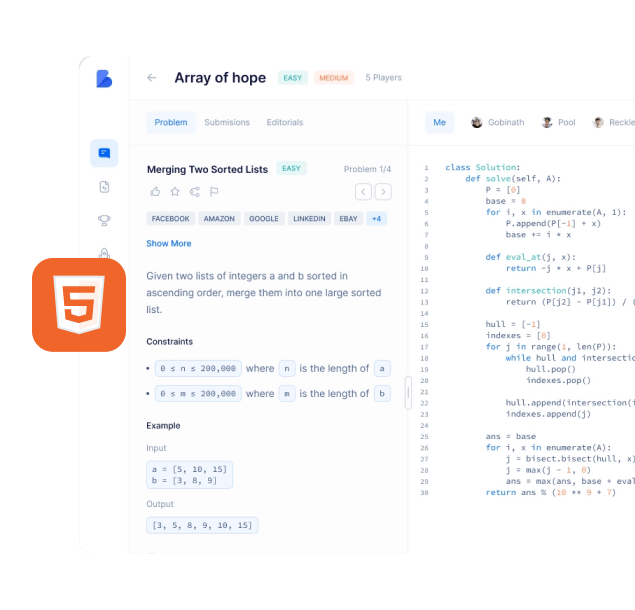 Array of hope EASY MEDIUM 5 Players
Problem Submisions Editorials
Merging Two Sorted Lists EASY Problem 1/4
FACEBOOK AMAZON GOOGLE LINKEDIN EBAY +4
Show More
Given two lists of integers a and b sorted in
ascending order, merge them into one large sorted
list.
Constraints
• 0 ≤ n ≤ 200,000 where n is the length of a
• 0 ≤ m ≤ 200,000 where m is the length of b
Example
Input
a = [5, 10, 15]
b = [3, 8, 9]
Output
[3, 5, 8, 9, 10, 15]
Me Gobinath Pool Reckle
1 class Solution:
2 def solve(self, A):
3 P = [0]
4 base = 0
5 for i, x in enumerate(A, 1):
6 P.append(P[-1] + x)
7 base += i * x
8
9 def eval_at(j, x):
10 return -j * x + P[j]
11
12 def intersection(j1, j2):
13 return (P[j2] - P[j1]) / (
14
15 hull = [-1]
16 indexes = [0]
17 for j in range(1, len(P)):
18 while hull and intersectio
19 hull.pop()
20 indexes.pop()
21
22 hull.append(intersection(i
23 indexes.append(j)
24
25 ans = base
26 for i, x in enumerate(A):
27 j = bisect.bisect(hull, x)
28 j = max(j - 1, 0)
29 ans = max(ans, base + eval
30 return ans % (10 ** 9 + 7)